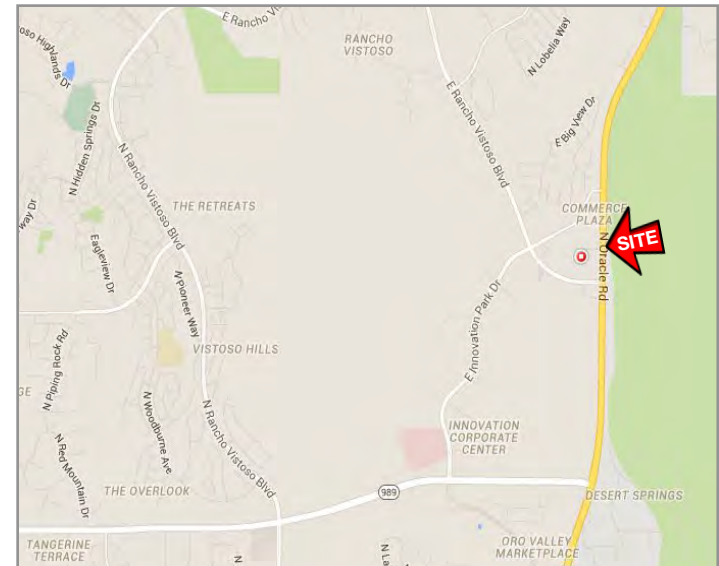 E Rancho Vi
oso Highlands Dr
RANCHO
VISTOSO
N Lobelia Way
E Big View Dr
E Rancho Vistoso Blvd
N Hidden Springs Dr
N Rancho Vistoso Blvd
THE RETREATS
way Dr
Eagleview Dr
N Pioneer Way
COMMERCE
PLAZA
SITE
N Oracle Rd
E Innovation Park Dr
VISTOSO HILLS
N Piping Rock Rd
GE
N Woodburne Ave
N Rancho Vistoso Blvd
N Red Mountain Dr
INNOVATION
CORPORATE
CENTER
THE OVERLOOK
989
DESERT SPRINGS
TANGERINE
TERRACE
N
N La
ORO VALLEY
MARKETPLACE